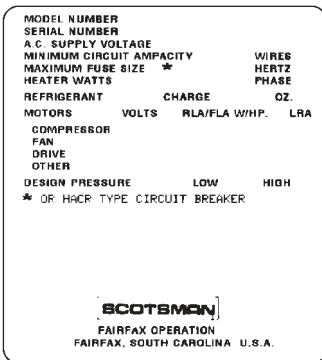 MODEL NUMBER
SERIAL NUMBER
A.C. SUPPLY VOLTAGE
MINIMUM CIRCUIT AMPACITY WIRES
MAXIMUM FUSE SIZE * HERTZ
HEATER WATTS PHASE
REFRIGERANT CHARGE OZ.
MOTORS VOLTS RLA/FLA W/HP. LRA
COMPRESSOR
FAN
DRIVE
OTHER
DESIGN PRESSURE LOW HIGH
* OR HACR TYPE CIRCUIT BREAKER
SCOTSMAN
FAIRFAX OPERATION
FAIRFAX, SOUTH CAROLINA U.S.A.